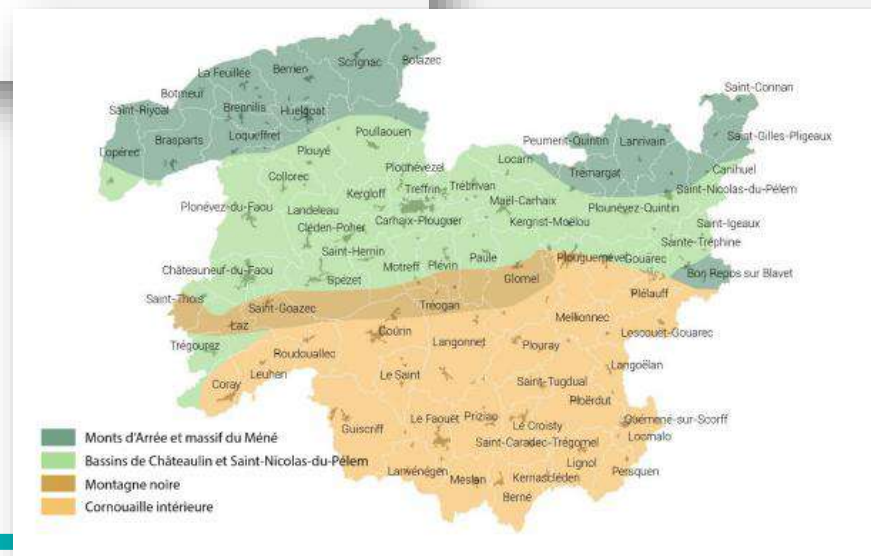 Bolazec
Scrignac
Berrien
La Feuillée
Botmeur
Saint-Rivoal
Brennilis
Huelgoat
Brasparts
Loqueffret
Lopérec
Saint-Connan
Saint-Gilles-Pligeaux
Peumerit-Quintin
Lanrivain
Trémargat
Canihuel
Saint-Nicolas-du-Pélem
Poullaouen
Plouyé
Locarn
Collorec
Plounévézel
Kergloff
Treffrin
Trébrivan
Maël-Carhaix
Plounévez-Quintin
Plonévez-du-Faou
Landeleau
Carhaix-Plouguer
Kergrist-Moëlou
Saint-Igeaux
Cléden-Poher
Sainte-Tréphine
Saint-Hernin
Paule
Plouguernével
Gouarec
Châteauneuf-du-Faou
Spézet
Motreff
Plévin
Glomel
Bon Repos sur Blavet
Saint-Thois
Saint-Goazec
Tréogan
Plélauff
Laz
Mellionnec
Gourin
Lescouët-Gouarec
Trégourez
Roudouallec
Langonnet
Plouray
Leuhan
Langoëlan
Coray
Le Saint
Saint-Tugdual
Ploërdut
Guiscriff
Le Faouët
Priziac
Le Croisty
Guémené-sur-Scorff
Saint-Caradec-Trégomel
Locmalo
Lignol
Lanvénégen
Meslan
Kernascléden
Persquen
Berné
Monts d'Arrée et massif du Méné
Bassins de Châteaulin et Saint-Nicolas-du-Pélem
Montagne noire
Cornouaille intérieure